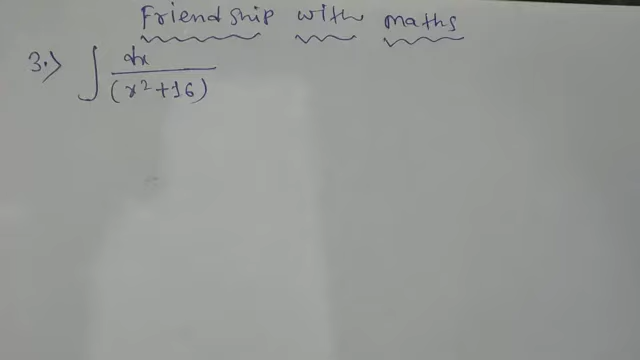 Friendship with maths
3.> ∫ dx / (x²+16)